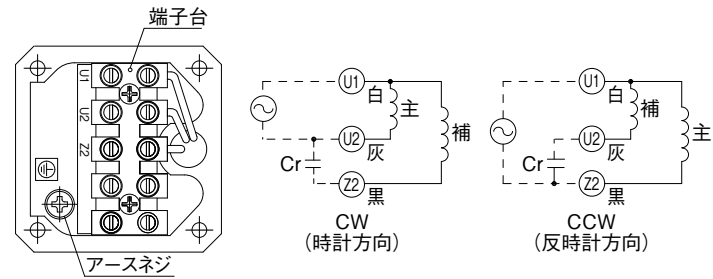 端子台
U1
U2
Z2
アースネジ
U1
白
主
補
U2
灰
Cr
Z2
黒
CW
（時計方向）
U1
白
補
主
U2
灰
Cr
Z2
黒
CCW
（反時計方向）